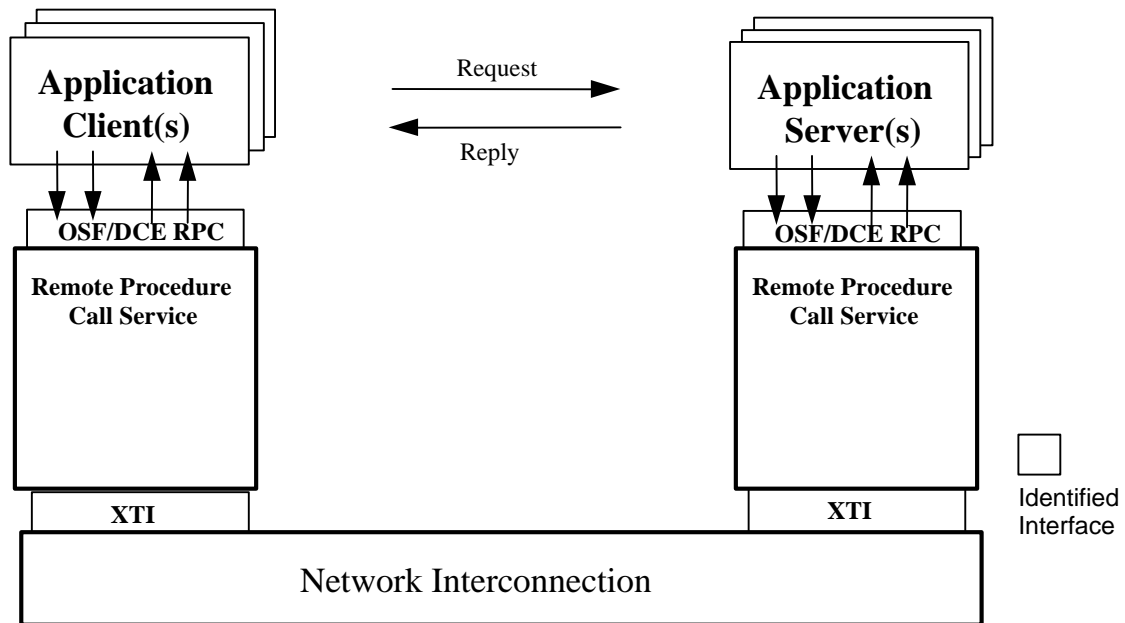 Application
Client(s)
Request
Reply
Application
Server(s)
OSF/DCE RPC
OSF/DCE RPC
Remote Procedure
Call Service
Remote Procedure
Call Service
XTI
XTI
Identified
Interface
Network Interconnection